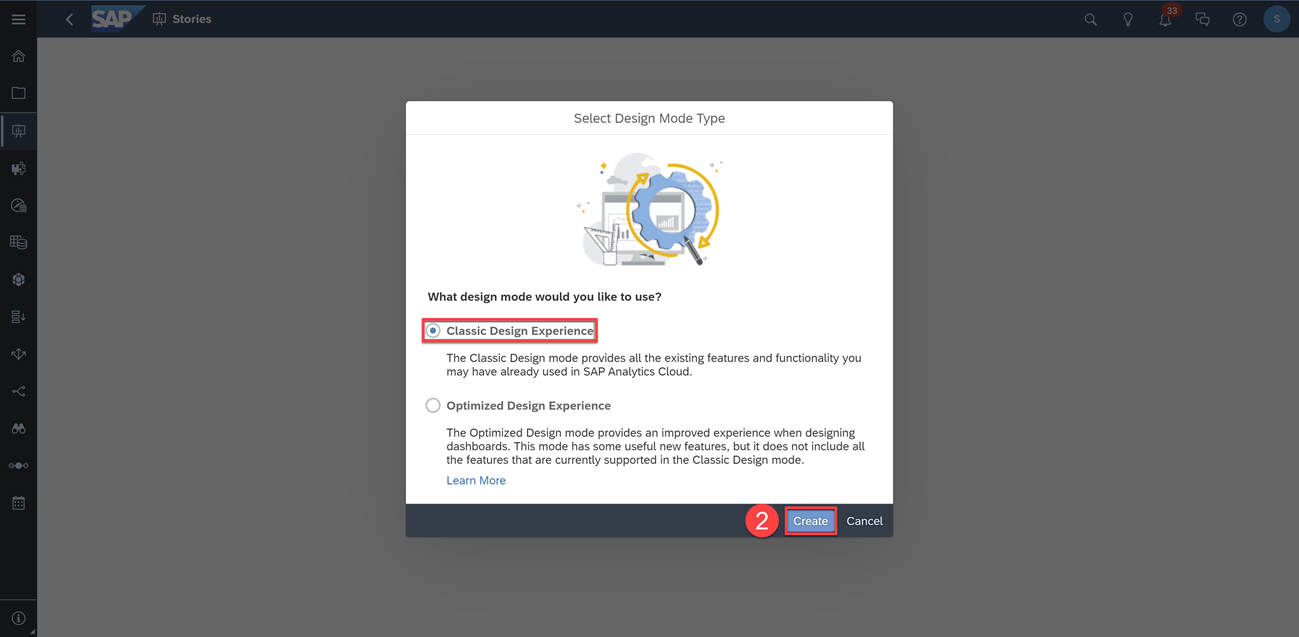 SAP Stories
33
S
Select Design Mode Type
What design mode would you like to use?
Classic Design Experience
The Classic Design mode provides all the existing features and functionality you
may have already used in SAP Analytics Cloud.
Optimized Design Experience
The Optimized Design mode provides an improved experience when designing
dashboards. This mode has some useful new features, but it does not include all
the features that are currently supported in the Classic Design mode.
Learn More
2 Create Cancel